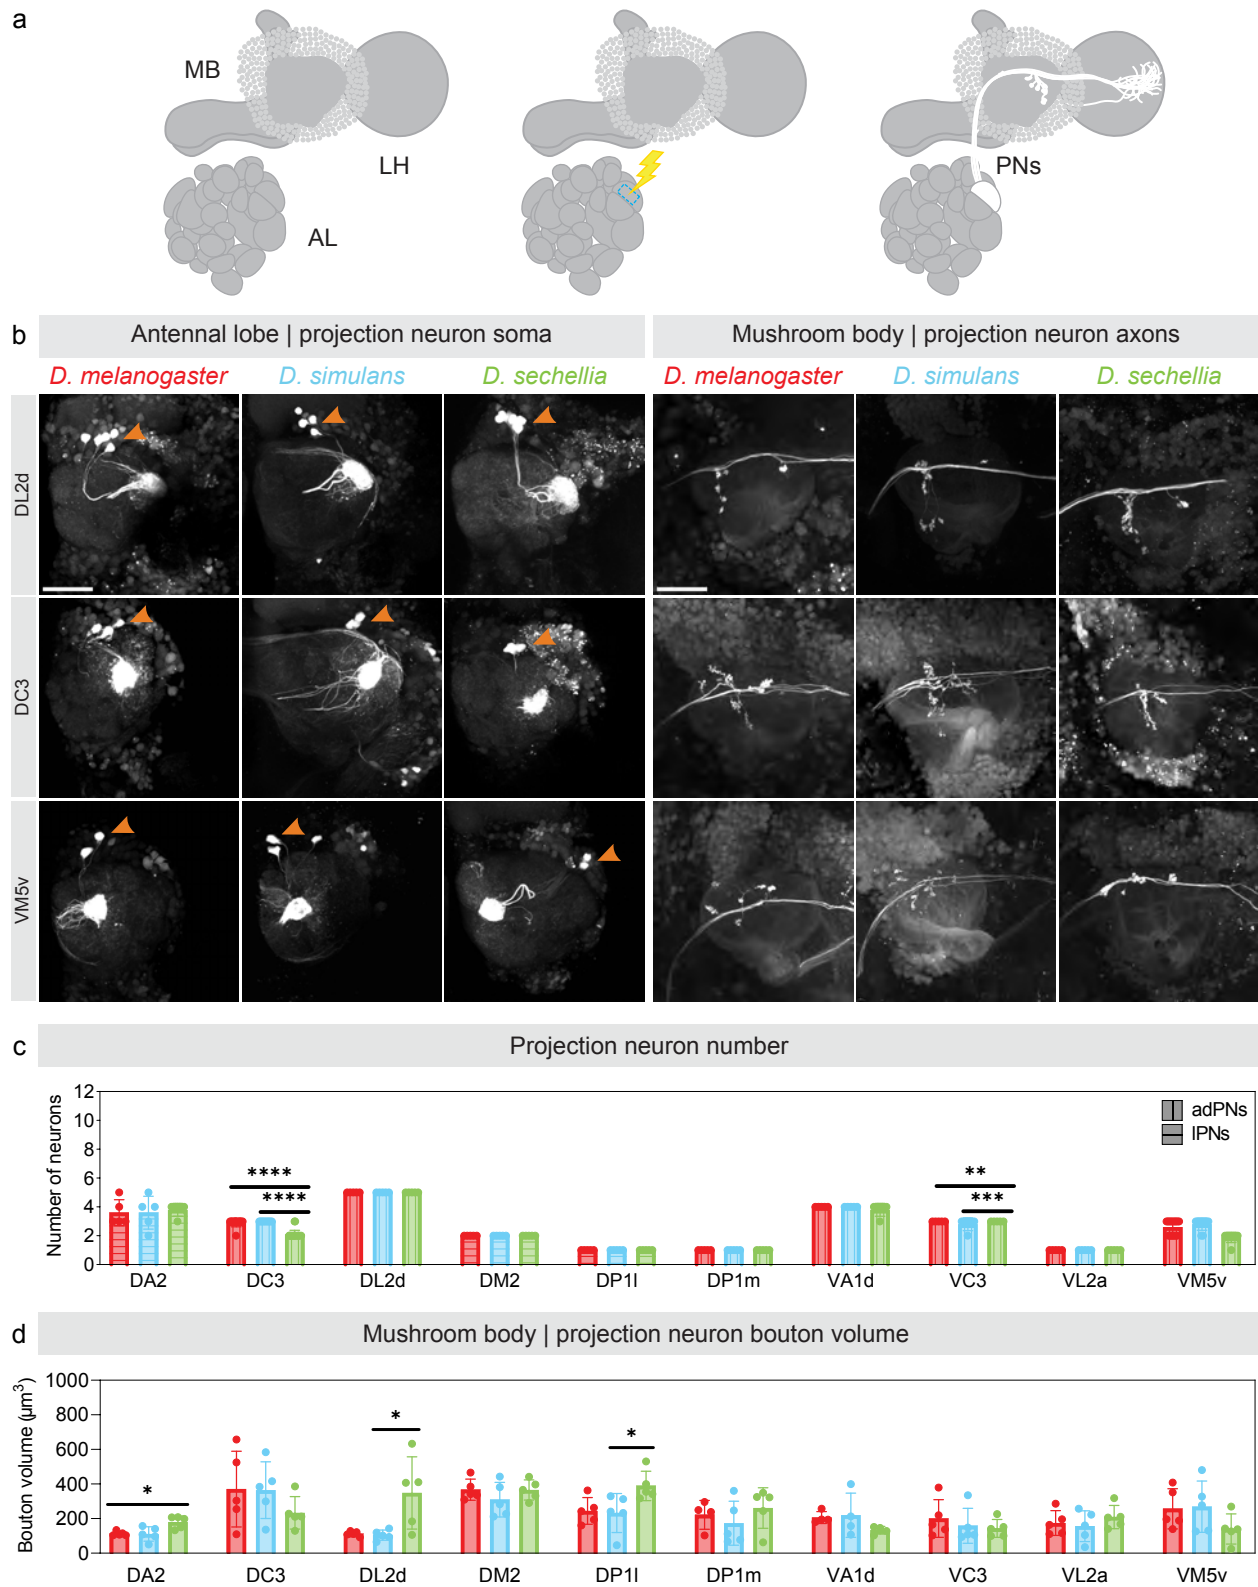 a
MB
LH
AL
PNs
b
Antennal lobe | projection neuron soma
Mushroom body | projection neuron axons
D. melanogaster
D. simulans
D. sechellia
D. melanogaster
D. simulans
D. sechellia
DL2d
DC3
VM5v
c
Projection neuron number
Number of neurons
12
10
8
6
4
2
0
adPNs
lPNs
****
****
**
***
DA2
DC3
DL2d
DM2
DP1l
DP1m
VA1d
VC3
VL2a
VM5v
d
Mushroom body | projection neuron bouton volume
Bouton volume (µm³)
1000
800
600
400
200
0
*
*
*
DA2
DC3
DL2d
DM2
DP1l
DP1m
VA1d
VC3
VL2a
VM5v